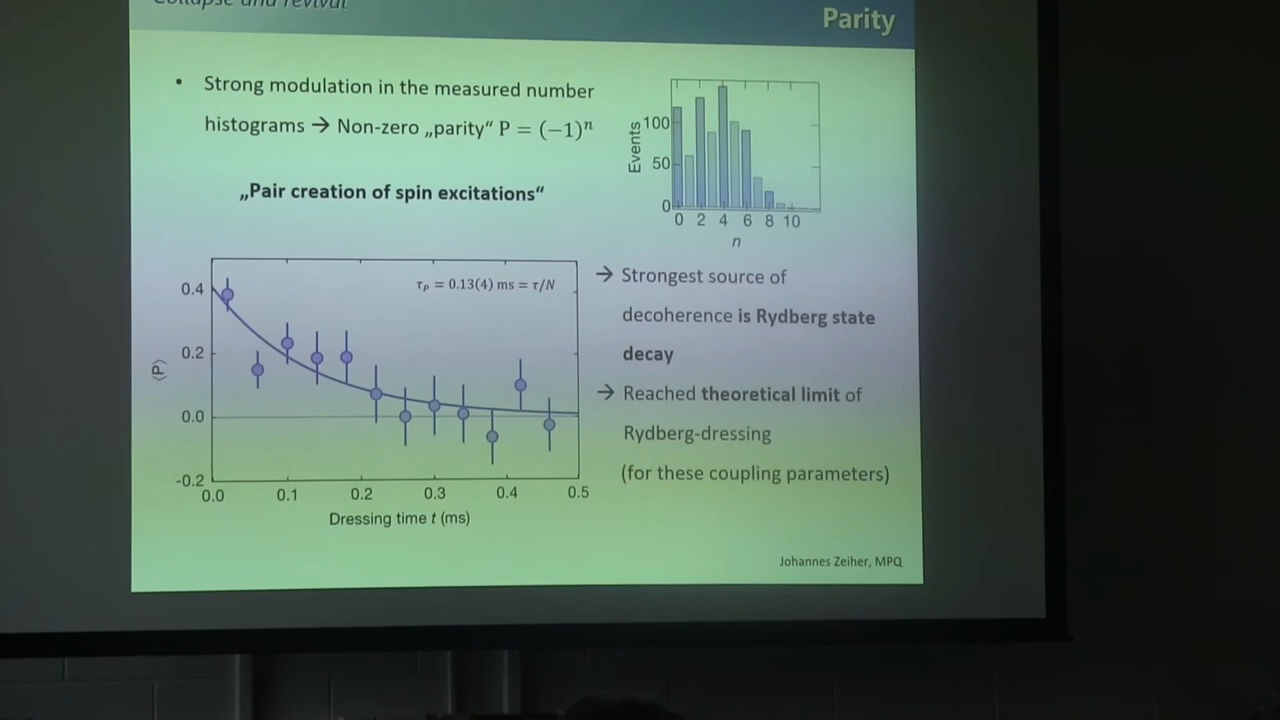 Collapse and revival
Parity
• Strong modulation in the measured number
histograms → Non-zero „parity“ P = (−1)ⁿ
„Pair creation of spin excitations“
Events
100
50
0
0 2 4 6 8 10
n
τ_P = 0.13(4) ms = τ/N
⟨P⟩
0.4
0.2
0.0
-0.2
0.0 0.1 0.2 0.3 0.4 0.5
Dressing time t (ms)
→ Strongest source of
decoherence is Rydberg state
decay
→ Reached theoretical limit of
Rydberg-dressing
(for these coupling parameters)
Johannes Zeiher, MPQ